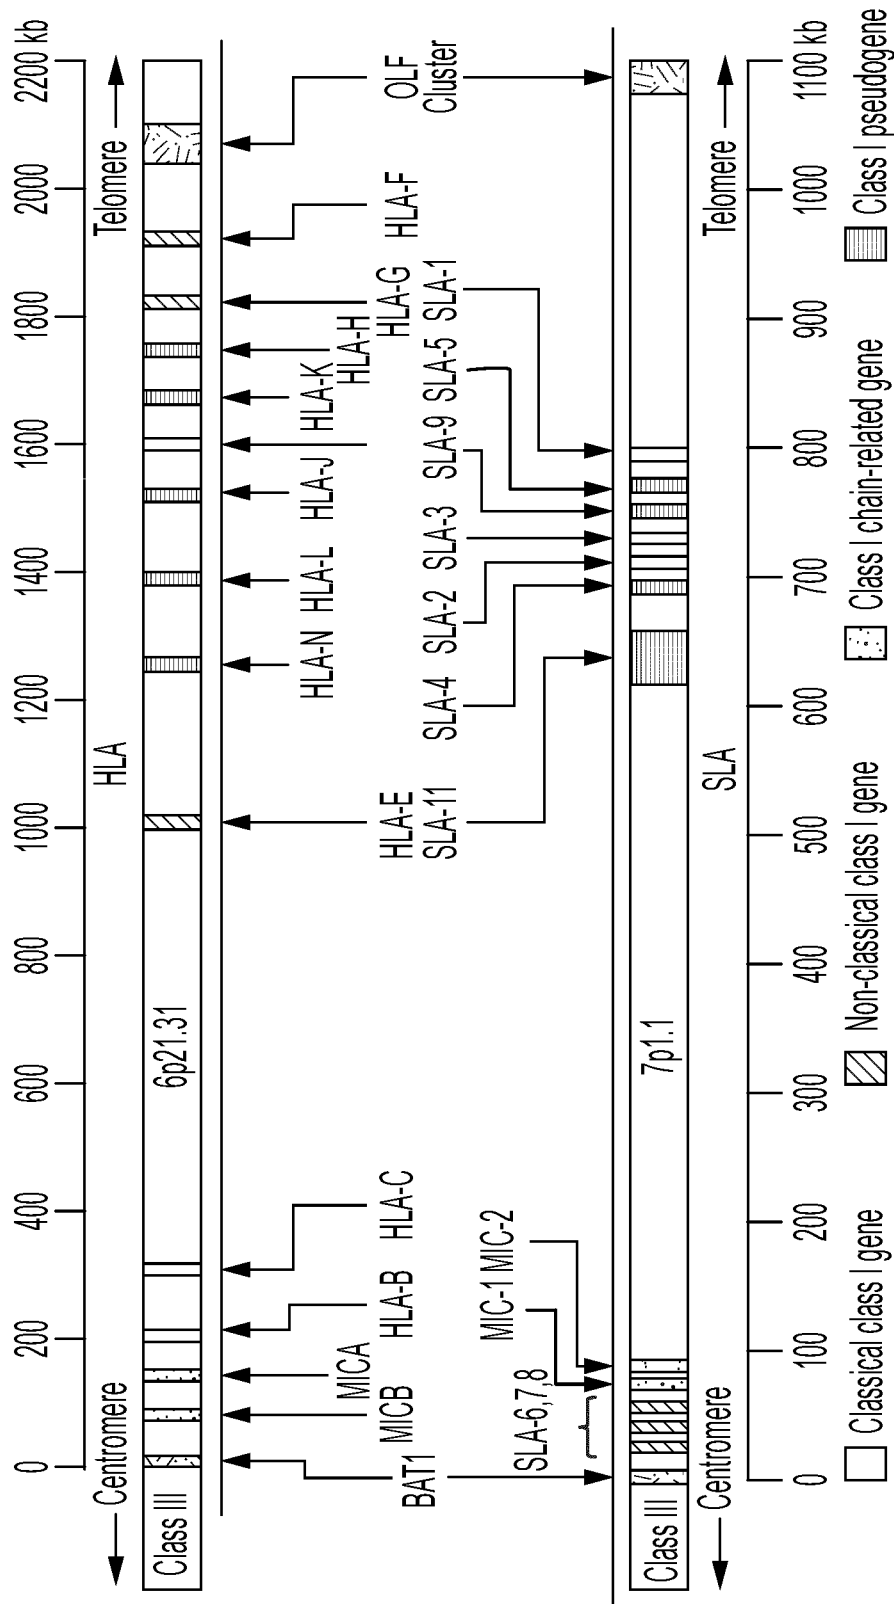 0 200 400 600 800 1000 1200 1400 1600 1800 2000 2200 kb
Centromere HLA Telomere
Class III 6p21.31
BAT1 MICB MICA HLA-B HLA-C HLA-E HLA-N HLA-L HLA-J HLA-K HLA-H HLA-G HLA-F OLF
Cluster
SLA-6,7,8 MIC-1 MIC-2 SLA-11 SLA-4 SLA-2 SLA-3 SLA-9 SLA-5 SLA-1
Class III 7p1.1
Centromere SLA Telomere
0 100 200 300 400 500 600 700 800 900 1000 1100 kb
Classical class I gene Non-classical class I gene Class I chain-related gene Class I pseudogene